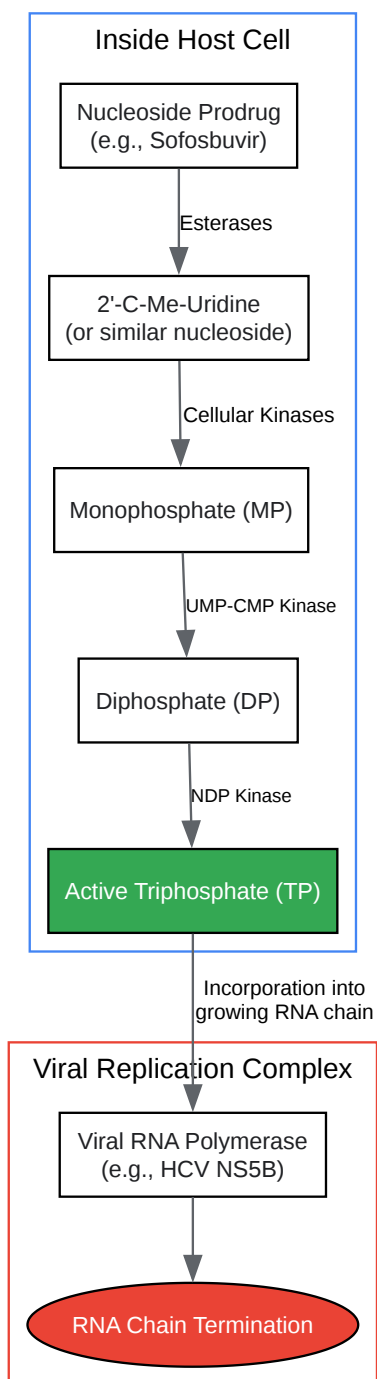 Inside Host Cell
Nucleoside Prodrug
(e.g., Sofosbuvir)
Esterases
2'-C-Me-Uridine
(or similar nucleoside)
Cellular Kinases
Monophosphate (MP)
UMP-CMP Kinase
Diphosphate (DP)
NDP Kinase
Active Triphosphate (TP)
Incorporation into
growing RNA chain
Viral Replication Complex
Viral RNA Polymerase
(e.g., HCV NS5B)
RNA Chain Termination